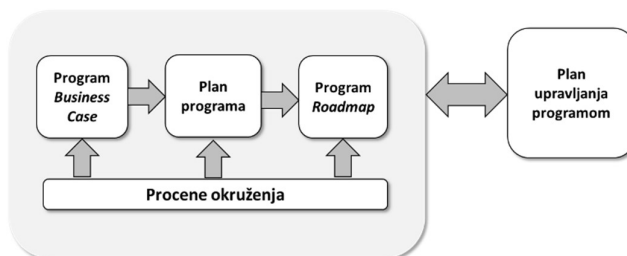 Program
Business
Case
Plan
programa
Program
Roadmap
Procene okruženja
Plan
upravljanja
programom